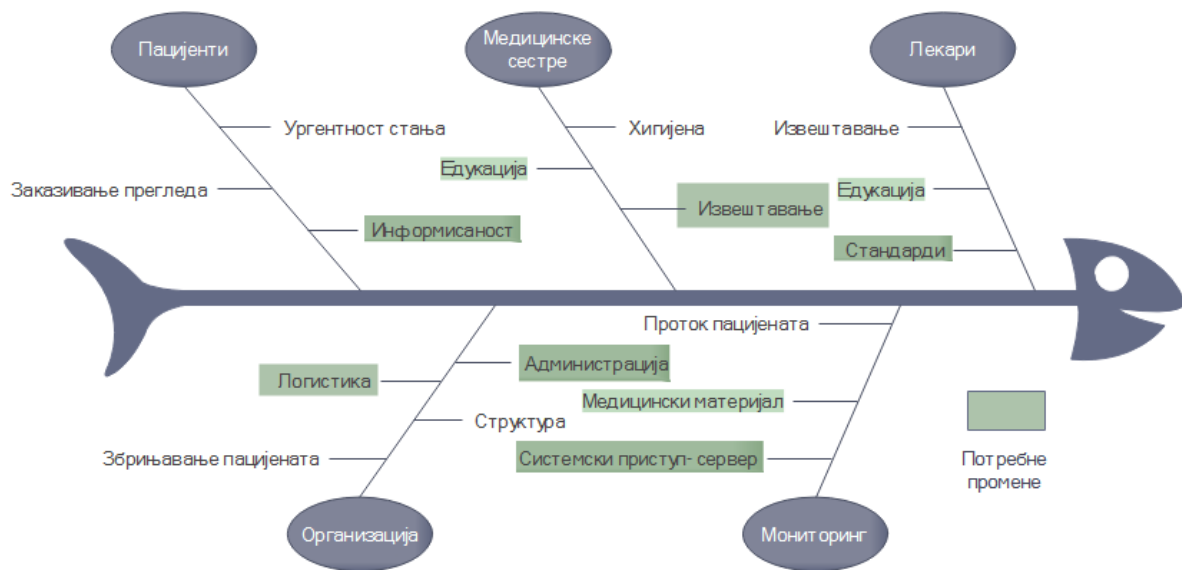 Пацијенти
Медицинске
сестре
Лекари
Ургентност стања
Хигијена
Извештавање
Едукација
Заказивање прегледа
Едукација
Извештавање
Информисаност
Стандарди
Проток пацијената
Администрација
Логистика
Медицински материјал
Структура
Збрињавање пацијената
Системски приступ- сервер
Потребне
промене
Организација
Мониторинг